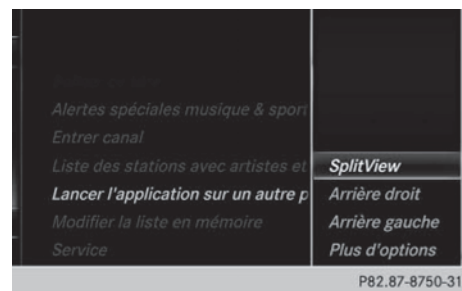 Alertes spéciales musique & sport
Entrer canal
Liste des stations avec artistes et
Lancer l'application sur un autre p
Modifier la liste en mémoire
Service
SplitView
Arrière droit
Arrière gauche
Plus d'options
P82.87-8750-31